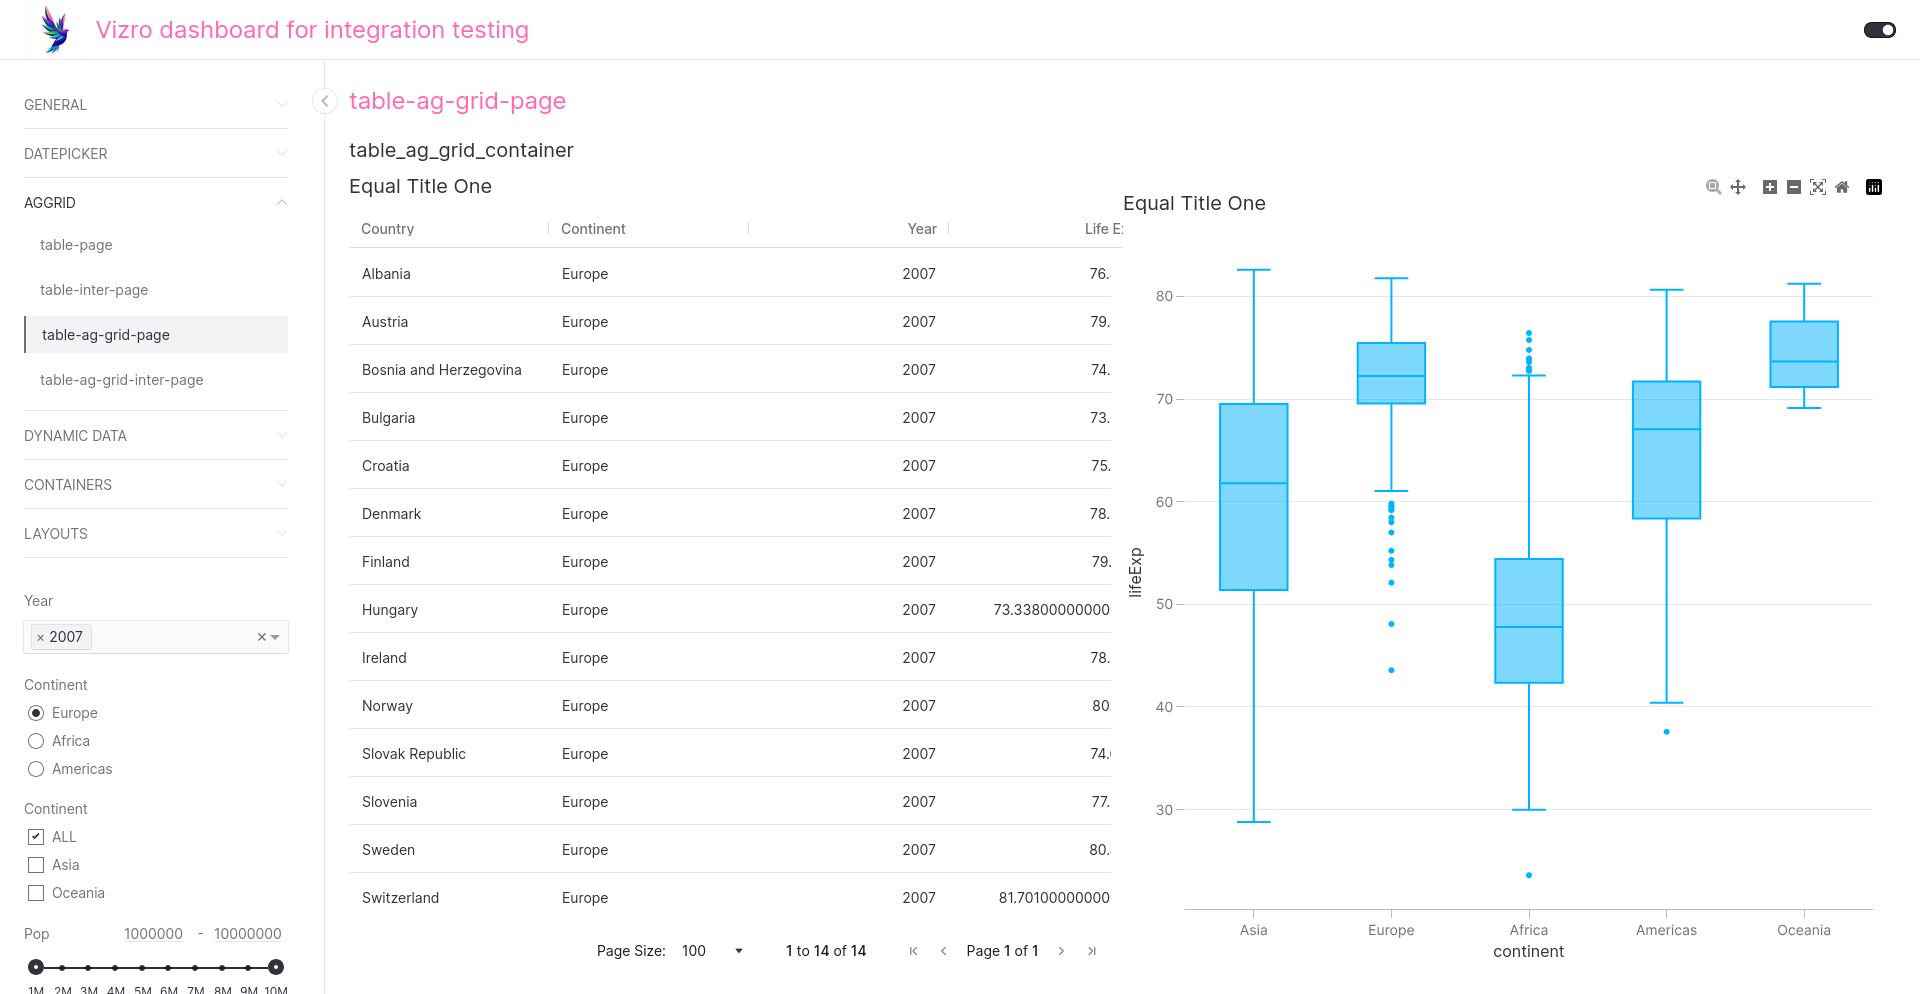 Vizro dashboard for integration testing
GENERAL
DATEPICKER
AGGRID
table-page
table-inter-page
table-ag-grid-page
table-ag-grid-inter-page
DYNAMIC DATA
CONTAINERS
LAYOUTS
Year
× 2007
Continent
Europe
Africa
Americas
Continent
ALL
Asia
Oceania
Pop 1000000 - 10000000
1M 2M 3M 4M 5M 6M 7M 8M 9M 10M
table-ag-grid-page
table_ag_grid_container
Equal Title One
Country Continent Year Life E
Albania Europe 2007 76.
Austria Europe 2007 79.
Bosnia and Herzegovina Europe 2007 74.
Bulgaria Europe 2007 73.
Croatia Europe 2007 75.
Denmark Europe 2007 78.
Finland Europe 2007 79.
Hungary Europe 2007 73.33800000000
Ireland Europe 2007 78.
Norway Europe 2007 80.
Slovak Republic Europe 2007 74.
Slovenia Europe 2007 77.
Sweden Europe 2007 80.
Switzerland Europe 2007 81.70100000000
Page Size: 100 1 to 14 of 14 Page 1 of 1
Equal Title One
80
70
60
50
40
30
lifeExp
Asia Europe Africa Americas Oceania
continent